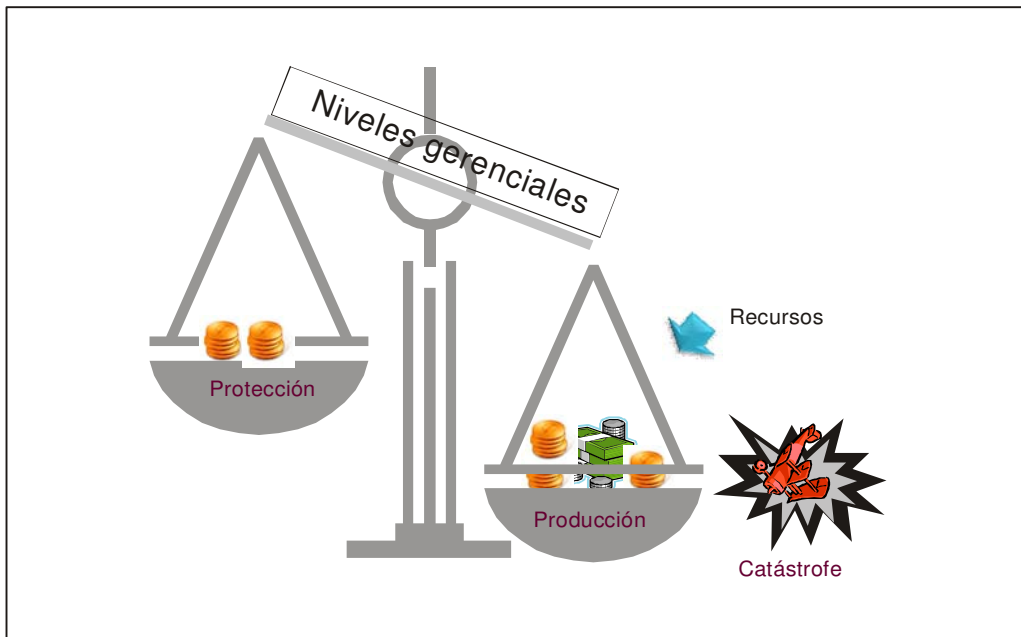 Niveles gerenciales
Recursos
Protección
Producción
Catástrofe